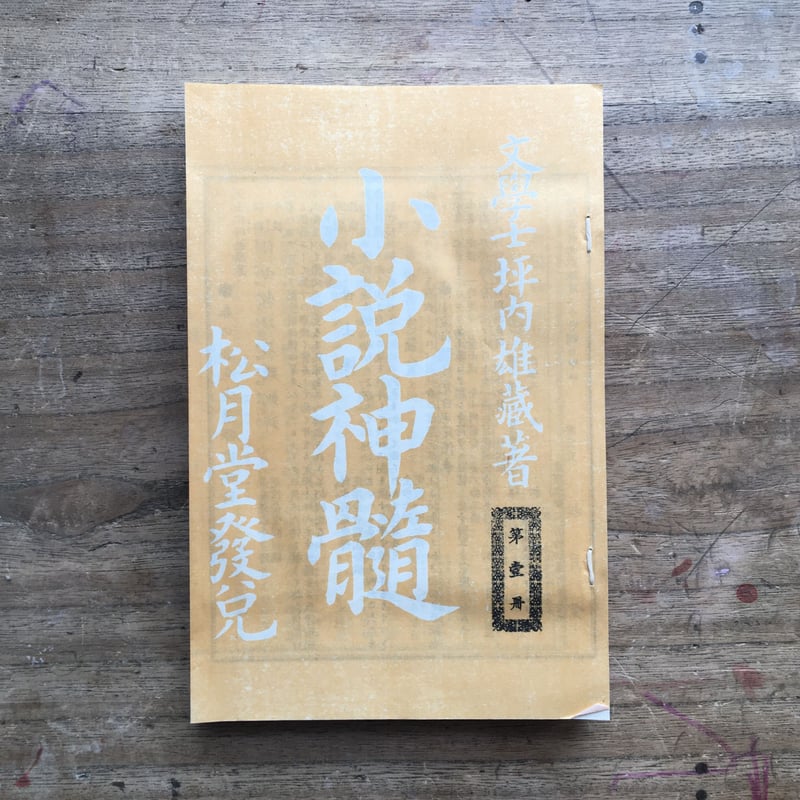 文學士坪内雄藏著
第壹册
小説神髓
松月堂發兌